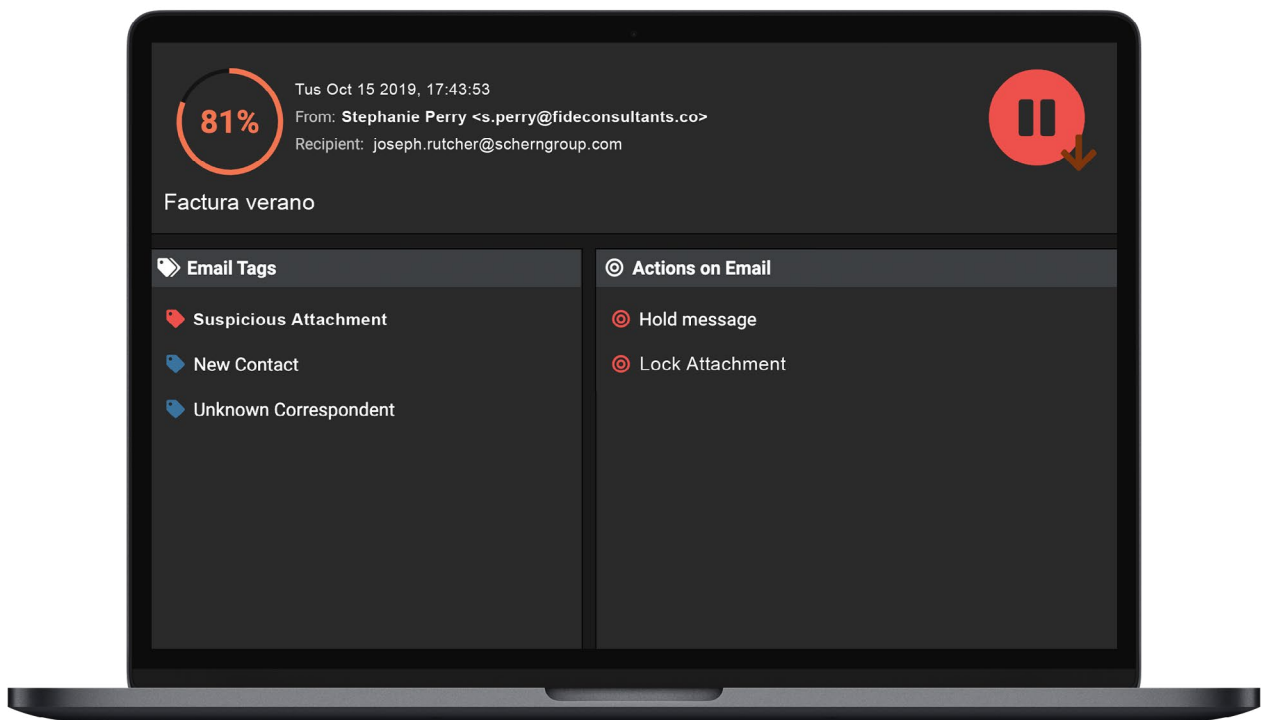 81%
Tus Oct 15 2019, 17:43:53
From: Stephanie Perry <s.perry@fideconsultants.co>
Recipient: joseph.rutcher@scherngroup.com
Factura verano
Email Tags
Suspicious Attachment
New Contact
Unknown Correspondent
Actions on Email
Hold message
Lock Attachment